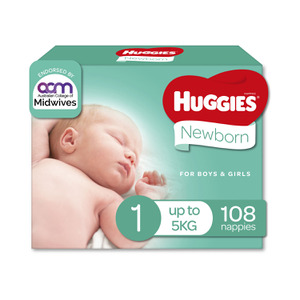 ENDORSED BY
acm
Australian College of
Midwives
HUGGIES
Newborn
FOR BOYS & GIRLS
1
up to
5KG
108
nappies